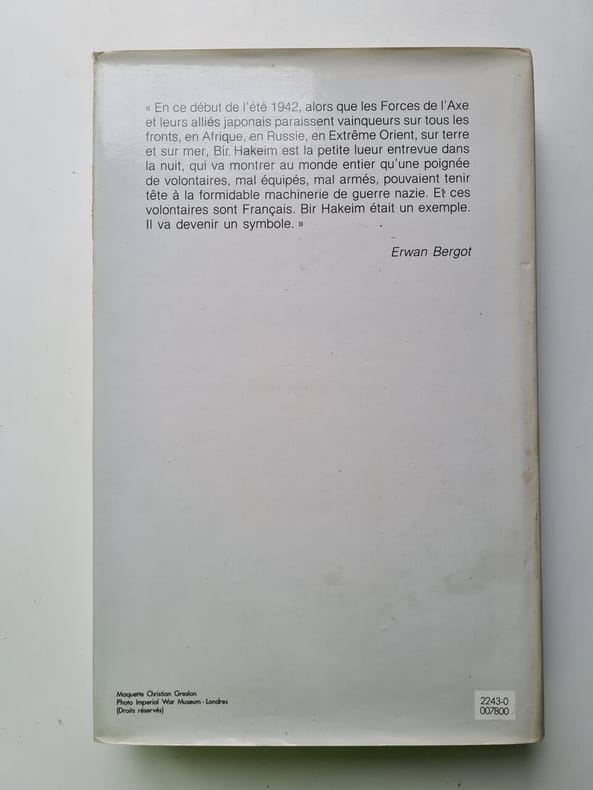 « En ce début de l'été 1942, alors que les Forces de l'Axe
et leurs alliés japonais paraissent vainqueurs sur tous les
fronts, en Afrique, en Russie, en Extrême Orient, sur terre
et sur mer, Bir Hakeim est la petite lueur entrevue dans
la nuit, qui va montrer au monde entier qu'une poignée
de volontaires, mal équipés, mal armés, pouvaient tenir
tête à la formidable machinerie de guerre nazie. Et ces
volontaires sont Français. Bir Hakeim était un exemple.
Il va devenir un symbole. »
Erwan Bergot
Maquette Christian Greslon
Photo Imperial War Museum - Londres
(Droits réservés)
2243-0
007800